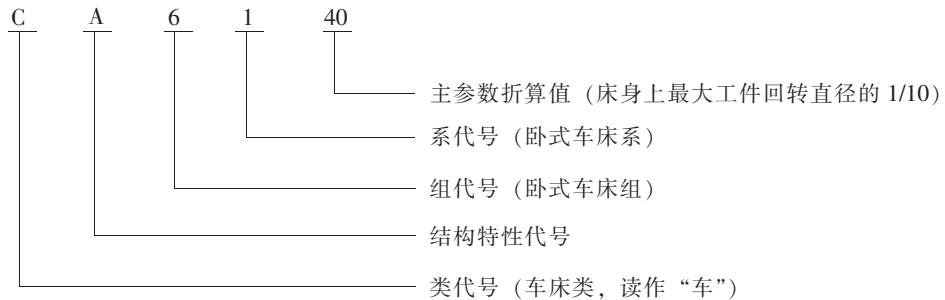 C A 6 1 40
主参数折算值（床身上最大工件回转直径的 1/10）
系代号（卧式车床系）
组代号（卧式车床组）
结构特性代号
类代号（车床类，读作“车”）